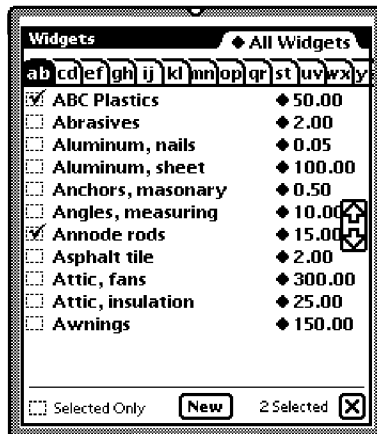 Widgets ◆ All Widgets
ab cd ef gh ij kl mn op qr st uv wx y
ABC Plastics ◆ 50.00
Abrasives ◆ 2.00
Aluminum, nails ◆ 0.05
Aluminum, sheet ◆ 100.00
Anchors, masonary ◆ 0.50
Angles, measuring ◆ 10.00
Annode rods ◆ 15.00
Asphalt tile ◆ 2.00
Attic, fans ◆ 300.00
Attic, insulation ◆ 25.00
Awnings ◆ 150.00
Selected Only New 2 Selected